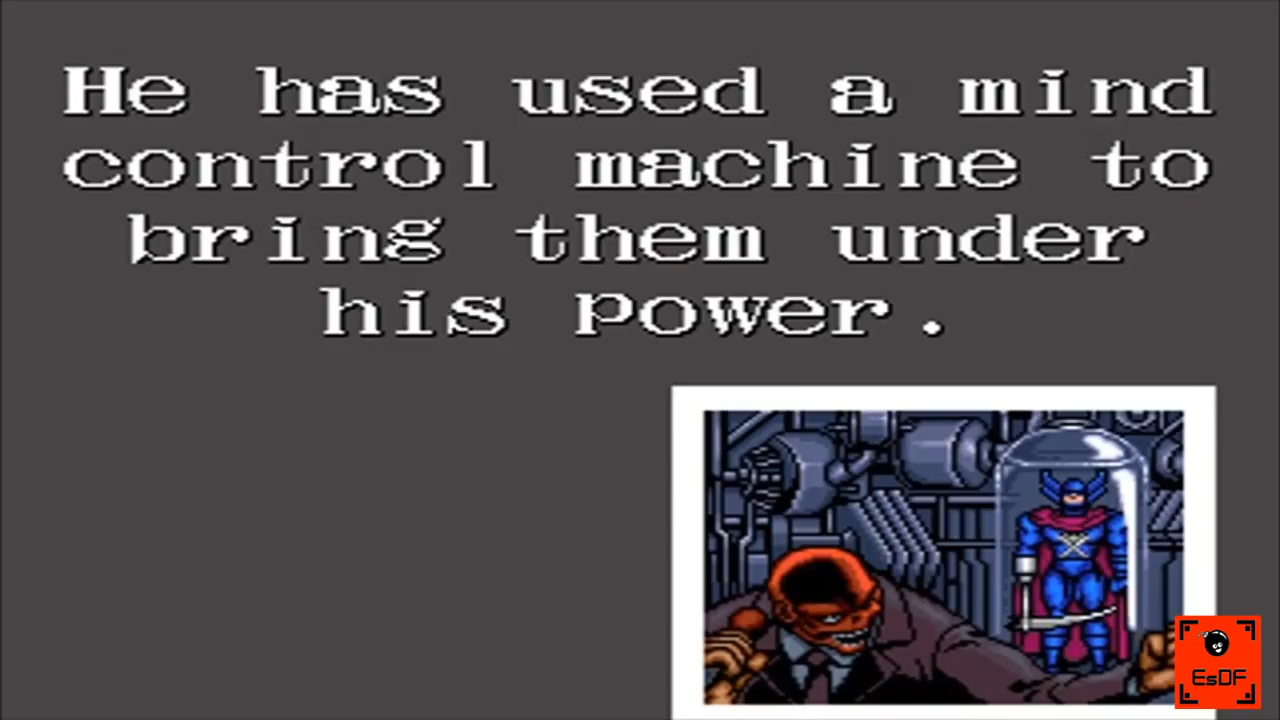 He has used a mind
control machine to
bring them under
his power.
EsDF